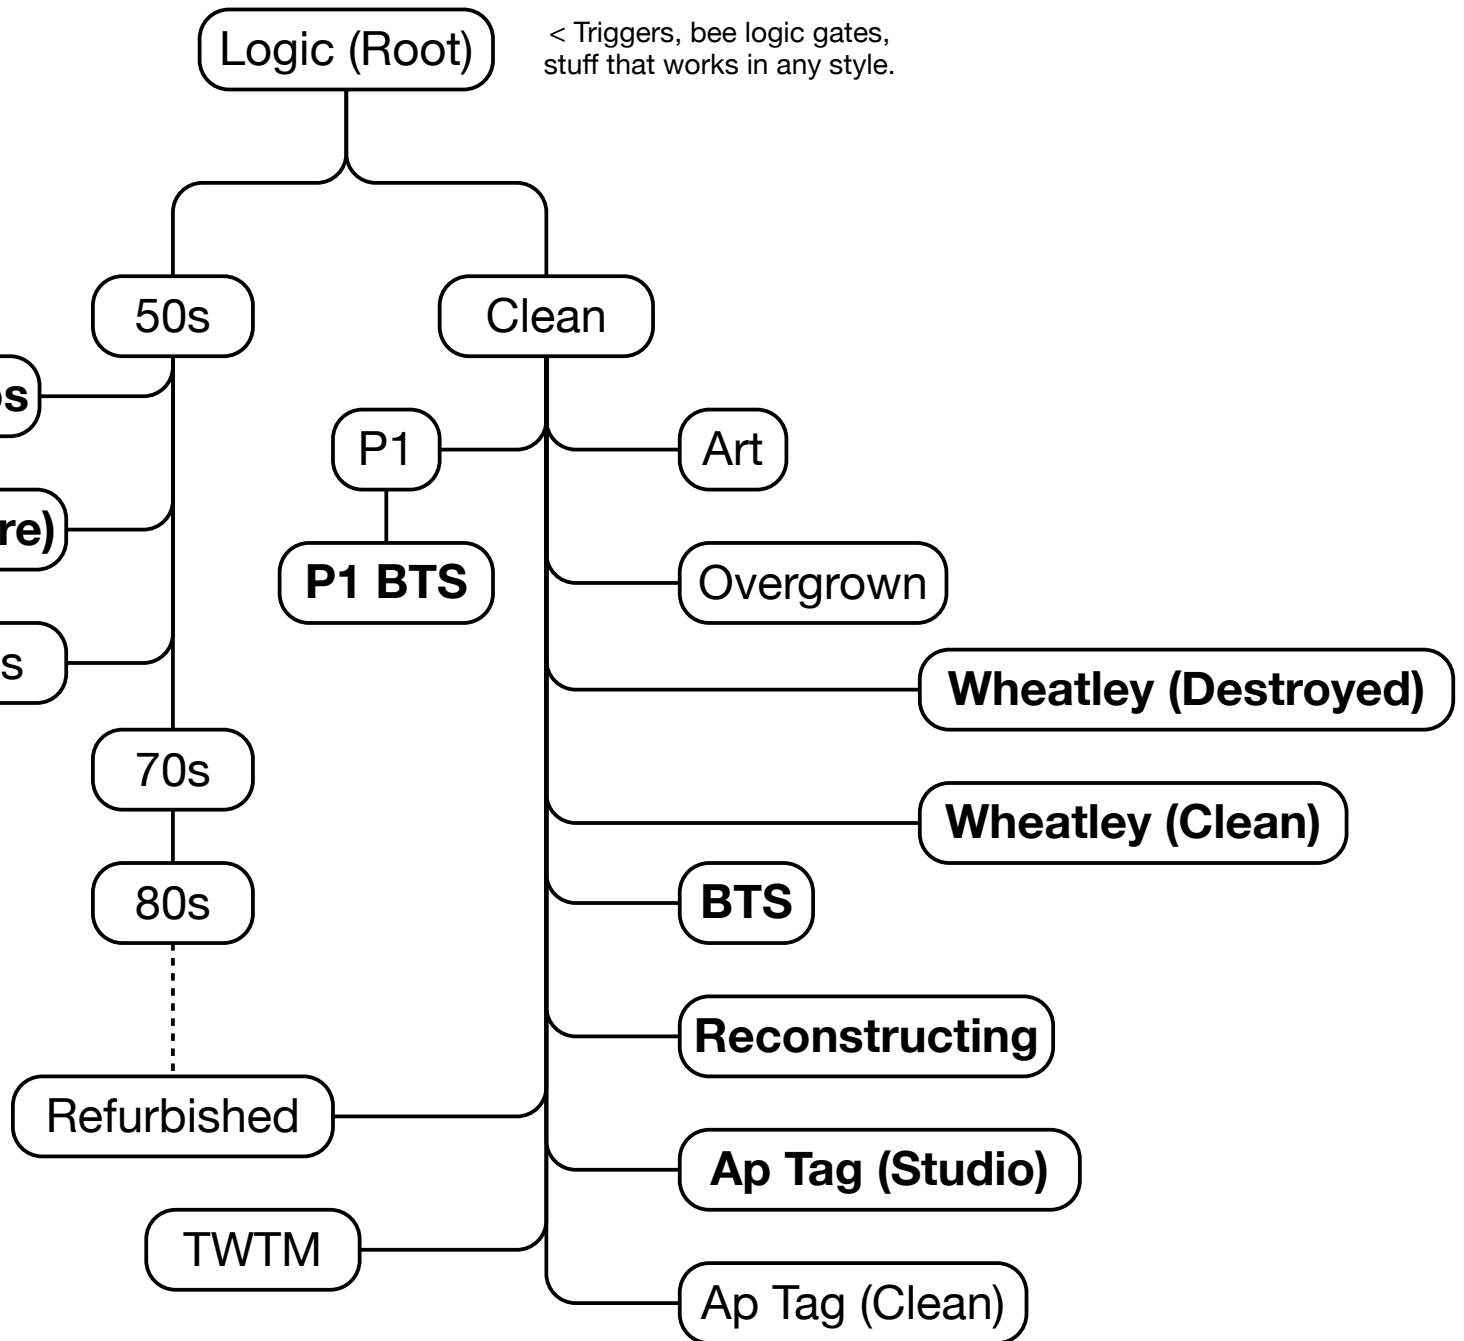 Logic (Root)
< Triggers, bee logic gates,
stuff that works in any style.
50s
Clean
P1
Art
P1 BTS
Overgrown
Wheatley (Destroyed)
70s
Wheatley (Clean)
80s
BTS
Reconstructing
Refurbished
Ap Tag (Studio)
TWTM
Ap Tag (Clean)